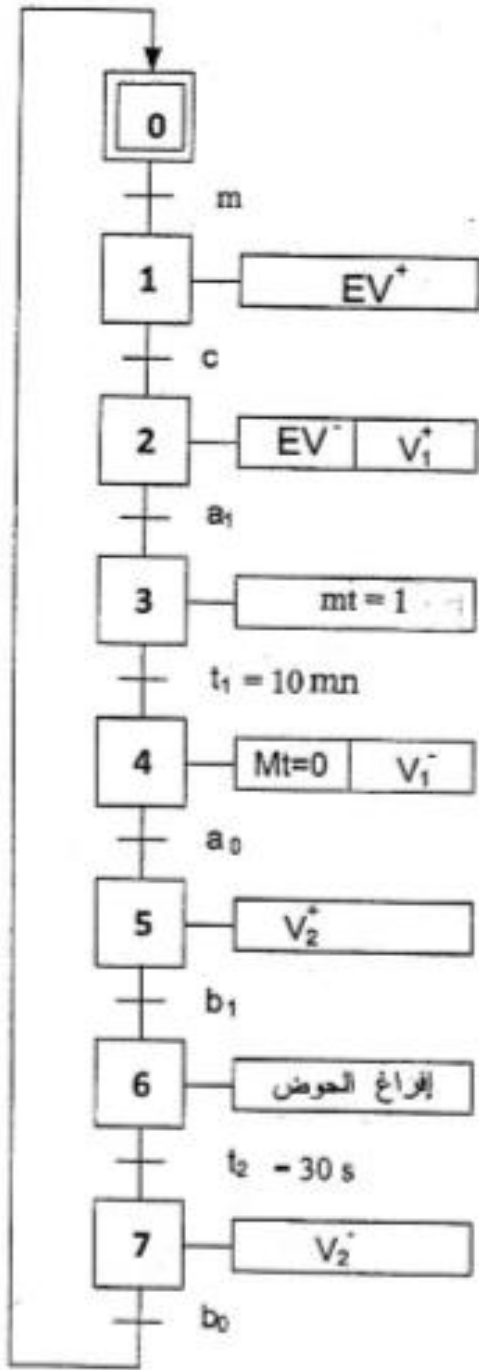 0
m
1 EV⁺
c
2 EV⁻ V₁⁺
a₁
3 mt = 1
t₁ = 10 mn
4 Mt=0 V₁⁻
a₀
5 V₂⁺
b₁
6 إفراغ الحوض
t₂ = 30 s
7 V₂⁻
b₀